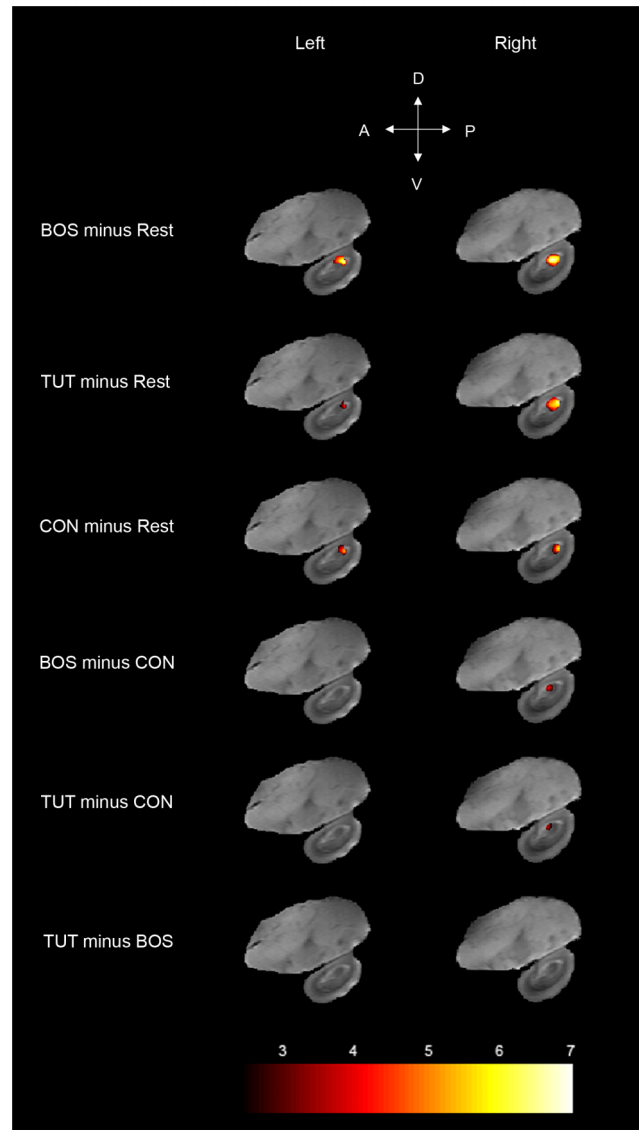 Left Right
D
A P
V
BOS minus Rest
TUT minus Rest
CON minus Rest
BOS minus CON
TUT minus CON
TUT minus BOS
3 4 5 6 7